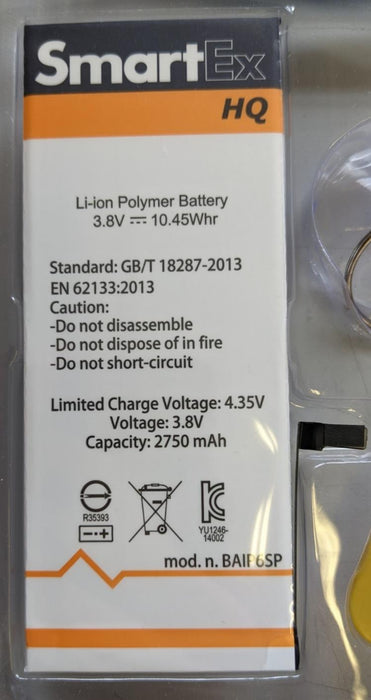 SmartEx
HQ
Li-ion Polymer Battery
3.8V ⎓ 10.45Whr
Standard: GB/T 18287-2013
EN 62133:2013
Caution:
-Do not disassemble
-Do not dispose of in fire
-Do not short-circuit
Limited Charge Voltage: 4.35V
Voltage: 3.8V
Capacity: 2750 mAh
R35393
YU1246-
14002
mod. n. BAIP6SP